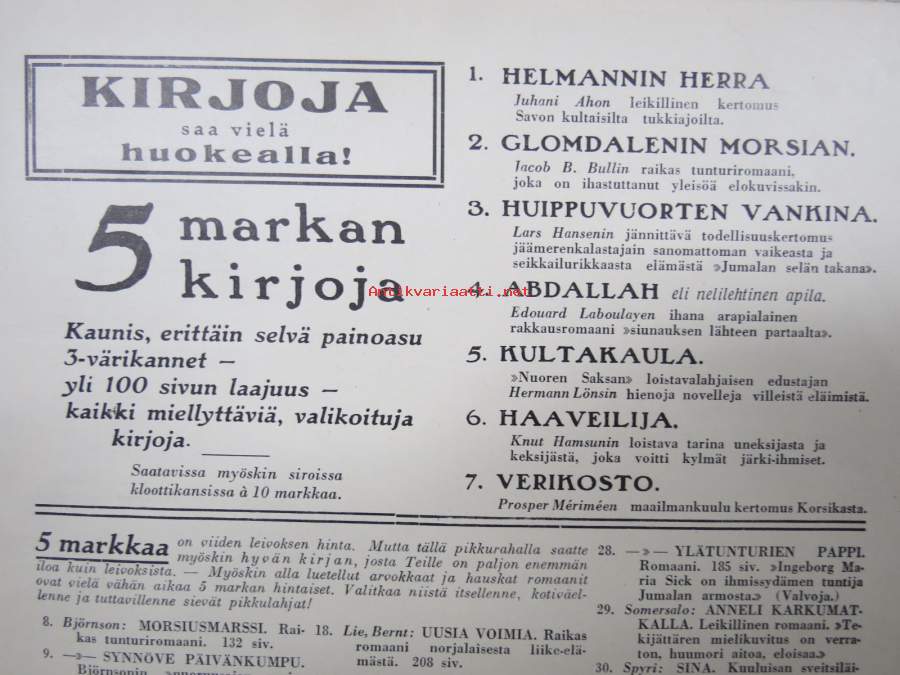 KIRJOJA
saa vielä
huokealla!
5 markan
kirjoja
Kaunis, erittäin selvä painoasu
3-värikannet —
yli 100 sivun laajuus —
kaikki miellyttäviä, valikoituja
kirjoja.
Saatavissa myöskin siroissa
kloottikansissa à 10 markkaa.
1. HELMANNIN HERRA
Juhani Ahon leikillinen kertomus
Savon kultaisilta tukkiajoilta.
2. GLOMDALENIN MORSIAN.
Jacob B. Bullin raikas tunturiromaani,
joka on ihastuttanut yleisöä elokuvissakin.
3. HUIPPUVUORTEN VANKINA.
Lars Hansenin jännittävä todellisuuskertomus
jäämerenkalastajain sanomattoman vaikeasta ja
seikkailurikkaasta elämästä »Jumalan selän takana».
4. ABDALLAH eli nelilehtinen apila.
Edouard Laboulayen ihana arapialainen
rakkausromaani »siunauksen lähteen partaalta».
5. KULTAKAULA.
»Nuoren Saksan» loistavalahjaisen edustajan
Hermann Lönsin hienoja novelleja villeistä eläimistä.
6. HAAVEILIJA.
Knut Hamsunin loistava tarina uneksijasta ja
keksijästä, joka voitti kylmät järki-ihmiset.
7. VERIKOSTO.
Prosper Mériméen maailmankuulu kertomus Korsikasta.
Antikvariaatti.net
5 markkaa on viiden leivoksen hinta. Mutta tällä pikkurahalla saatte
myöskin hyvän kirjan, josta Teille on paljon enemmän
iloa kuin leivoksista. — Myöskin alla luetellut arvokkaat ja hauskat romaanit
ovat vielä vähän aikaa 5 markan hintaiset. Valitkaa niistä itsellenne, kotiväel-
lenne ja tuttavillenne sievät pikkulahjat!
8. Björnson: MORSIUSMARSSI. Rai-
kas tunturiromaani. 132 siv.
9. —»— SYNNÖVE PÄIVÄNKUMPU.
Björnsonin
18. Lie, Bernt: UUSIA VOIMIA. Raikas
romaani norjalaisesta liike-elä-
mästä. 208 siv.
28. —»— YLÄTUNTURIEN PAPPI.
Romaani. 185 siv. »Ingeborg Ma-
ria Sick on ihmissydämen tuntija
Jumalan armosta.» (Valvoja.)
29. Somersalo: ANNELI KARKUMAT-
KALLA. Leikillinen romaani. »Te-
kijättären mielikuvitus on verra-
ton, huumori aitoa, eloisaa.»
30. Spyri: SINA. Kuuluisan sveitsiläi-